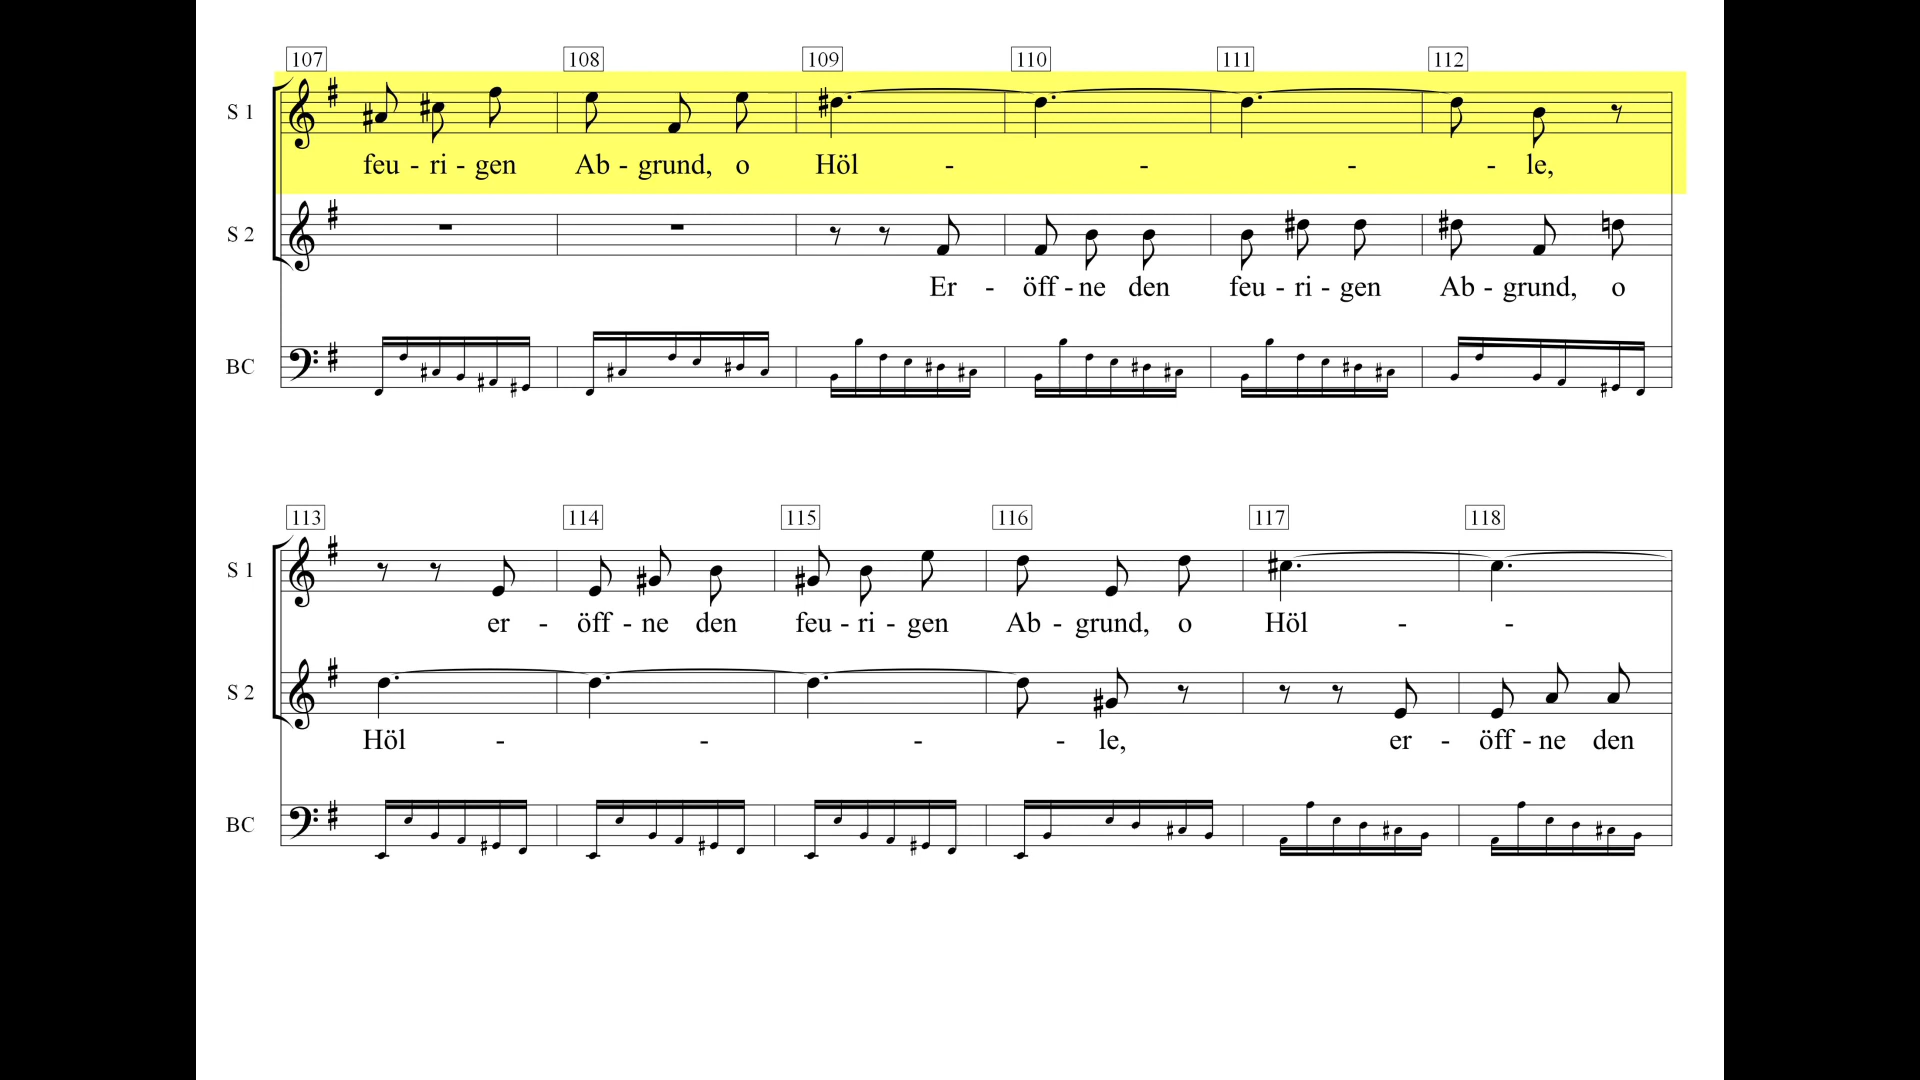 107 108 109 110 111 112
S 1
feu - ri - gen Ab - grund, o Höl - - - - le,
S 2
Er - öff - ne den feu - ri - gen Ab - grund, o
BC
113 114 115 116 117 118
S 1
er - öff - ne den feu - ri - gen Ab - grund, o Höl - -
S 2
Höl - - - - le, er - öff - ne den
BC